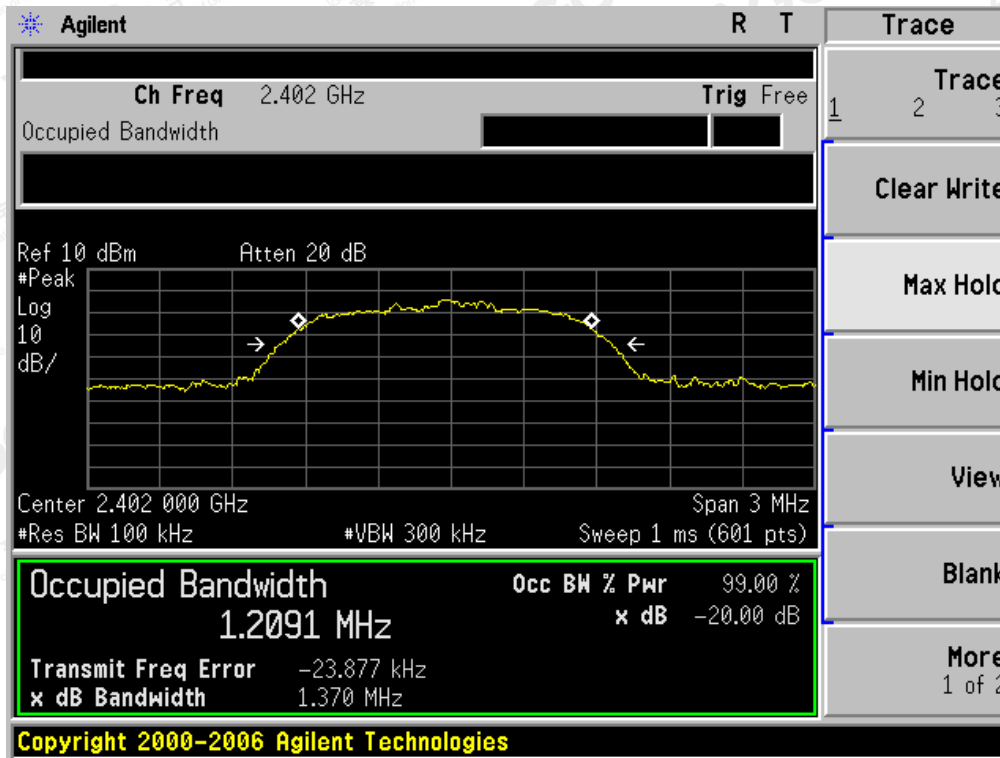 Agilent R T
Trace
Ch Freq 2.402 GHz Trig Free
Occupied Bandwidth
Trace
1 2
Clear Write
Max Hold
Min Hold
View
Blank
More
1 of 2
Ref 10 dBm Atten 20 dB
#Peak
Log
10
dB/
Center 2.402 000 GHz Span 3 MHz
#Res BW 100 kHz #VBW 300 kHz Sweep 1 ms (601 pts)
Occupied Bandwidth
1.2091 MHz
Occ BW % Pwr 99.00 %
x dB -20.00 dB
Transmit Freq Error -23.877 kHz
x dB Bandwidth 1.370 MHz
Copyright 2000-2006 Agilent Technologies